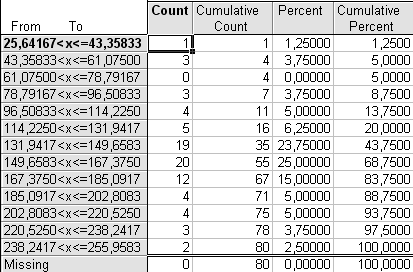 Count Cumulative Count Percent Cumulative Percent
From To
25,64167<x<=43,35833 1 1 1,25000 1,2500
43,35833<x<=61,07500 3 4 3,75000 5,0000
61,07500<x<=78,79167 0 4 0,00000 5,0000
78,79167<x<=96,50833 3 7 3,75000 8,7500
96,50833<x<=114,2250 4 11 5,00000 13,7500
114,2250<x<=131,9417 5 16 6,25000 20,0000
131,9417<x<=149,6583 19 35 23,75000 43,7500
149,6583<x<=167,3750 20 55 25,00000 68,7500
167,3750<x<=185,0917 12 67 15,00000 83,7500
185,0917<x<=202,8083 4 71 5,00000 88,7500
202,8083<x<=220,5250 4 75 5,00000 93,7500
220,5250<x<=238,2417 3 78 3,75000 97,5000
238,2417<x<=255,9583 2 80 2,50000 100,0000
Missing 0 80 0,00000 100,0000